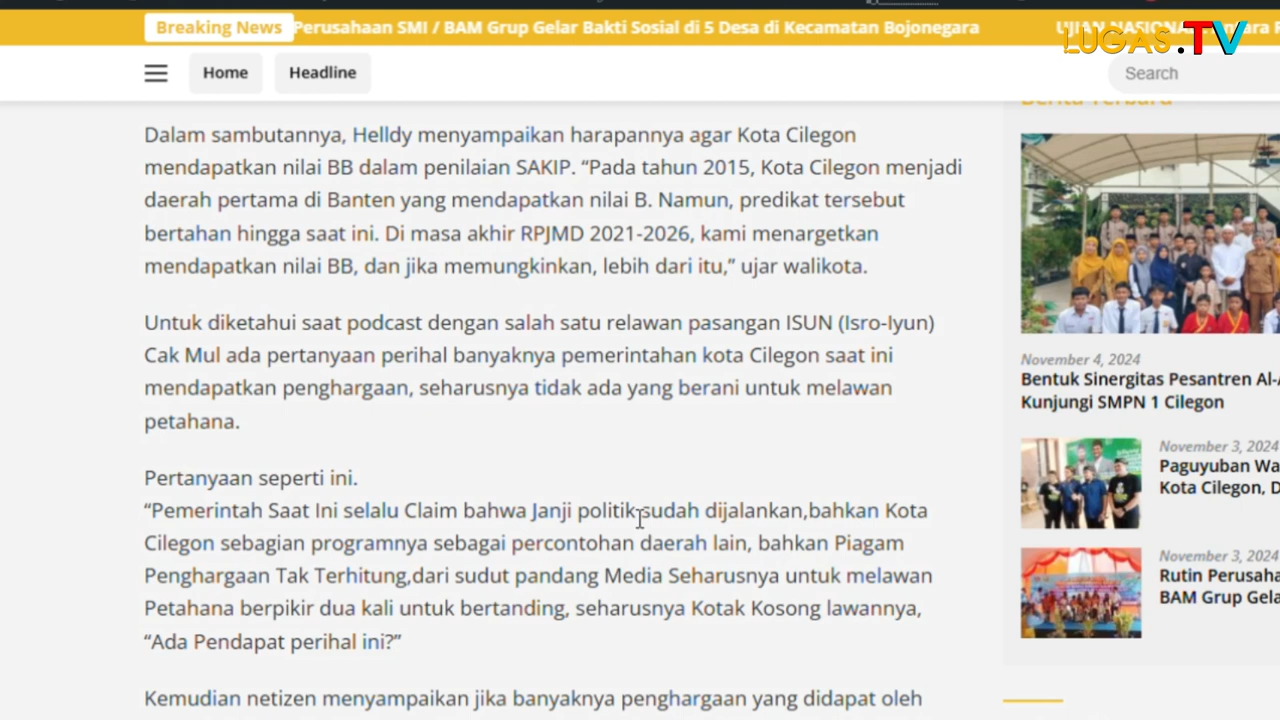 Breaking News
Perusahaan SMI / BAM Grup Gelar Bakti Sosial di 5 Desa di Kecamatan Bojonegara
UJIAN NASIONAL
LUGAS.TV
Home
Headline
Search
Dalam sambutannya, Helldy menyampaikan harapannya agar Kota Cilegon
mendapatkan nilai BB dalam penilaian SAKIP. “Pada tahun 2015, Kota Cilegon menjadi
daerah pertama di Banten yang mendapatkan nilai B. Namun, predikat tersebut
bertahan hingga saat ini. Di masa akhir RPJMD 2021-2026, kami menargetkan
mendapatkan nilai BB, dan jika memungkinkan, lebih dari itu,” ujar walikota.
Untuk diketahui saat podcast dengan salah satu relawan pasangan ISUN (Isro-Iyun)
Cak Mul ada pertanyaan perihal banyaknya pemerintahan kota Cilegon saat ini
mendapatkan penghargaan, seharusnya tidak ada yang berani untuk melawan
petahana.
Pertanyaan seperti ini.
“Pemerintah Saat Ini selalu Claim bahwa Janji politik sudah dijalankan,bahkan Kota
Cilegon sebagian programnya sebagai percontohan daerah lain, bahkan Piagam
Penghargaan Tak Terhitung,dari sudut pandang Media Seharusnya untuk melawan
Petahana berpikir dua kali untuk bertanding, seharusnya Kotak Kosong lawannya,
“Ada Pendapat perihal ini?”
Kemudian netizen menyampaikan jika banyaknya penghargaan yang didapat oleh
Berita Terbaru
November 4, 2024
Bentuk Sinergitas Pesantren Al-
Kunjungi SMPN 1 Cilegon
November 3, 2024
Paguyuban Wa
Kota Cilegon, D
November 3, 2024
Rutin Perusaha
BAM Grup Gela